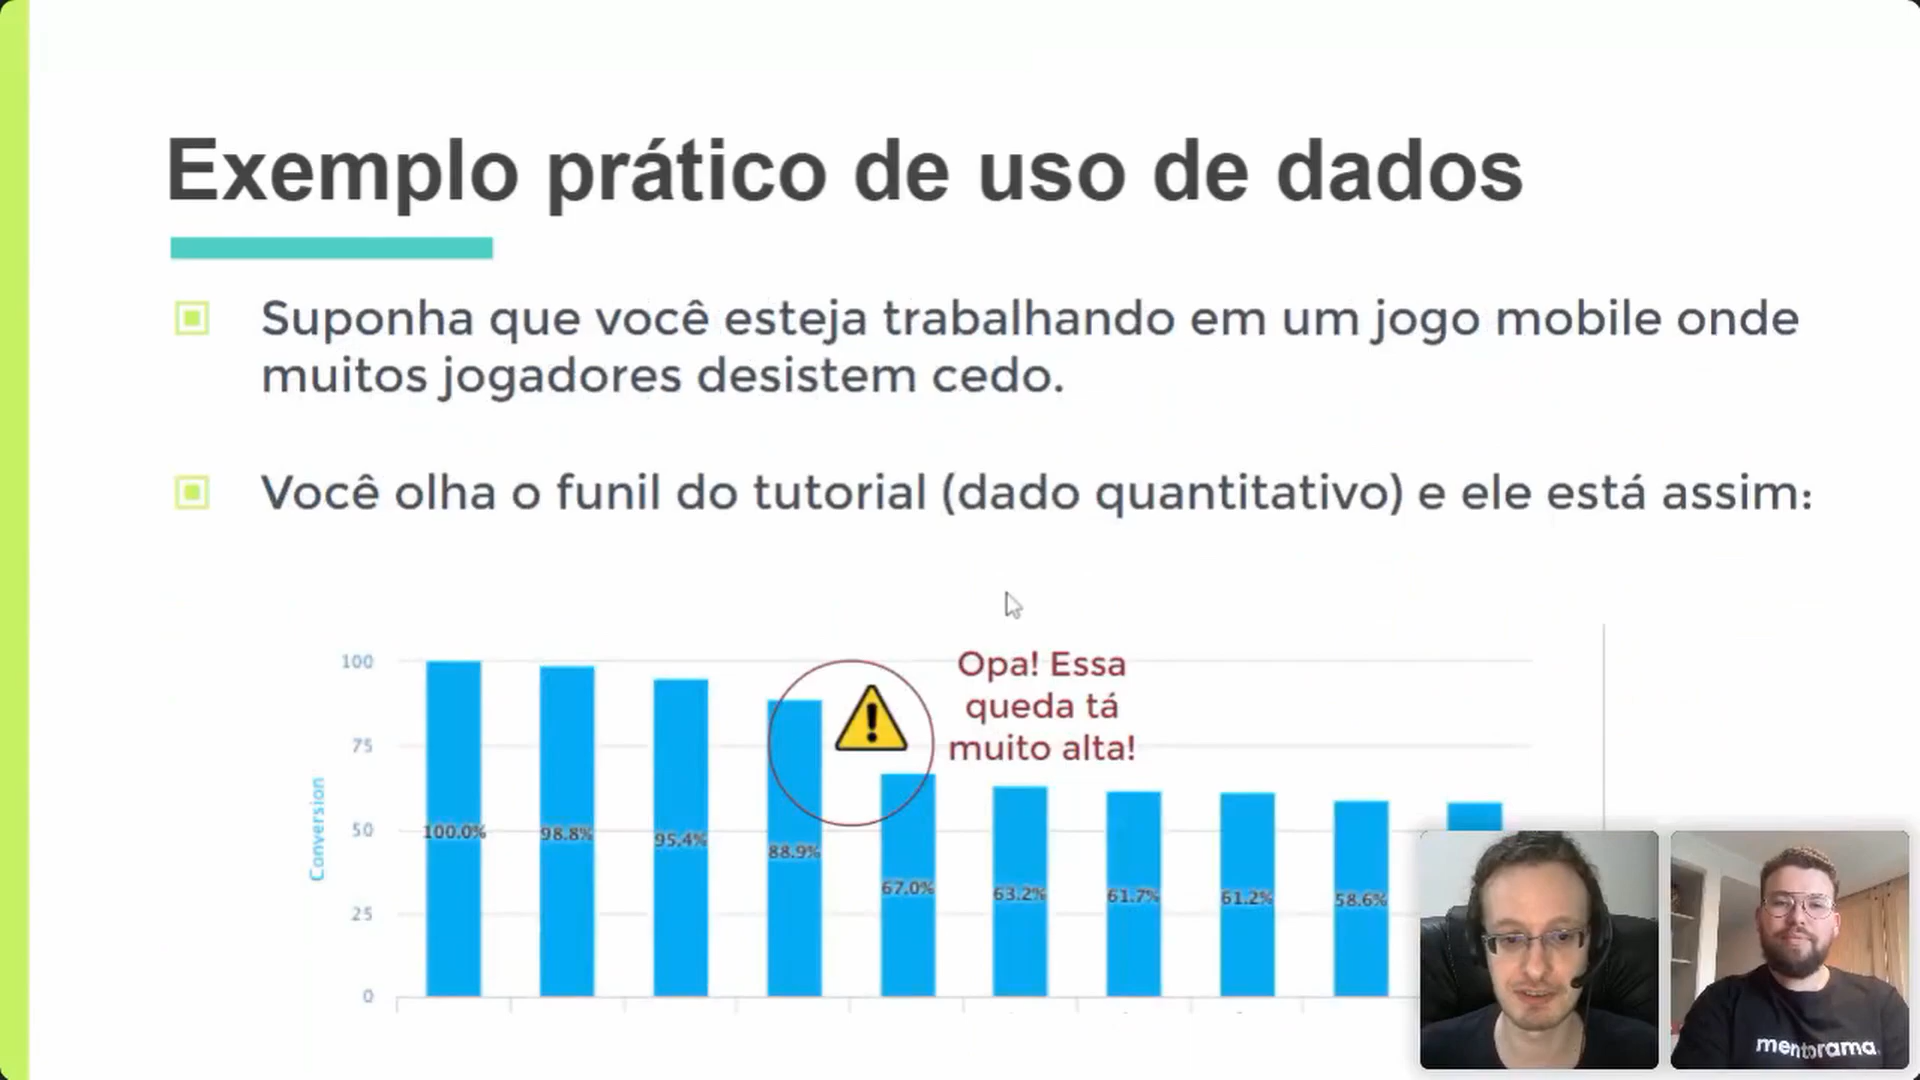 Exemplo prático de uso de dados
Suponha que você esteja trabalhando em um jogo mobile onde
muitos jogadores desistem cedo.
Você olha o funil do tutorial (dado quantitativo) e ele está assim:
Opa! Essa
queda tá
muito alta!
Conversion
100
75
50
25
0
100.0%
98.8%
95.4%
88.9%
67.0%
63.2%
61.7%
61.2%
58.6%
mentorama.